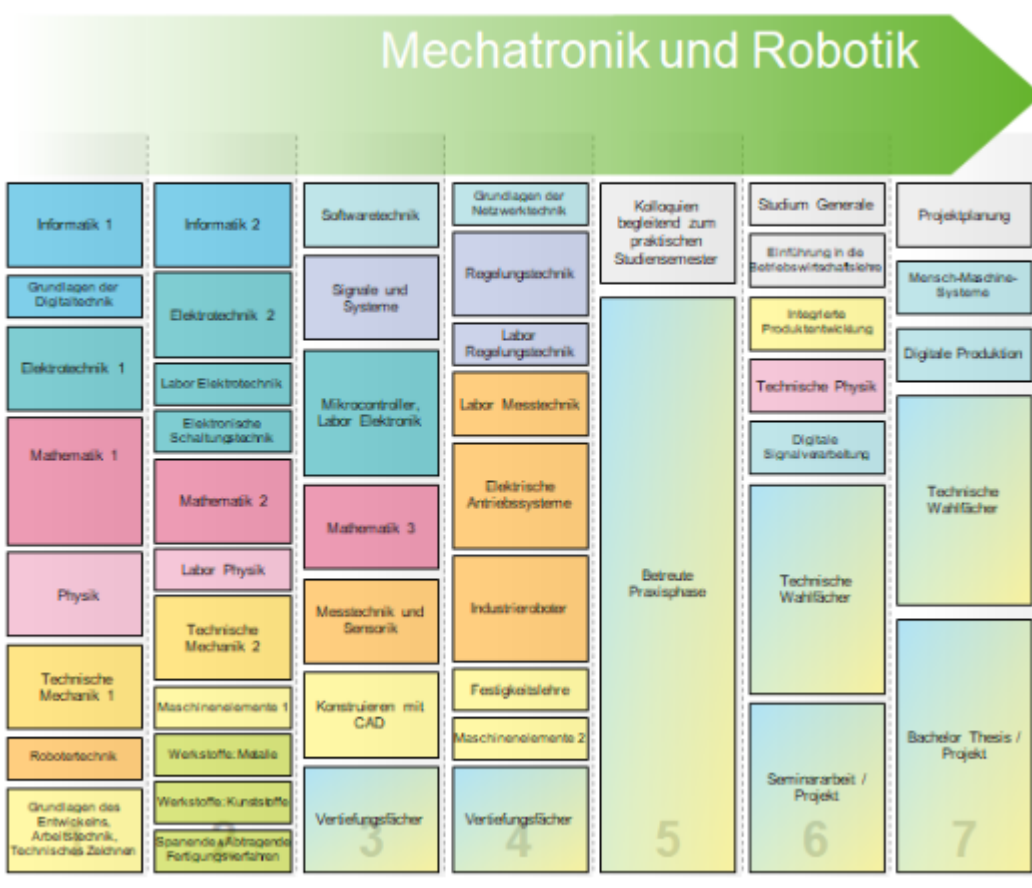 Mechatronik und Robotik
Informatik 1
Grundlagen der
Digitaltechnik
Elektrotechnik 1
Mathematik 1
Physik
Technische
Mechanik 1
Robotertechnik
Grundlagen des
Entwickelns,
Arbeitstechnik,
Technisches Zeichnen
1
Informatik 2
Elektrotechnik 2
Labor Elektrotechnik
Elektronische
Schaltungstechnik
Mathematik 2
Labor Physik
Technische
Mechanik 2
Maschinenelemente 1
Werkstoffe: Metalle
Werkstoffe: Kunststoffe
Spanende&Abtragende
Fertigungsverfahren
2
Softwaretechnik
Signale und
Systeme
Mikrocontroller,
Labor Elektronik
Mathematik 3
Messtechnik und
Sensorik
Konstruieren mit
CAD
Vertiefungsfächer
3
Grundlagen der
Netzwerktechnik
Regelungstechnik
Labor
Regelungstechnik
Labor Messtechnik
Elektrische
Antriebssysteme
Industrieroboter
Festigkeitslehre
Maschinenelemente 2
Vertiefungsfächer
4
Kolloquien
begleitend zum
praktischen
Studiensemester
Betreute
Praxisphase
5
Studium Generale
Einführung in die
Betriebswirtschaftslehre
Integrierte
Produktentwicklung
Technische Physik
Digitale
Signalverarbeitung
Technische
Wahlfächer
Seminararbeit /
Projekt
6
Projektplanung
Mensch-Maschine-
Systeme
Digitale Produktion
Technische
Wahlfächer
Bachelor Thesis /
Projekt
7